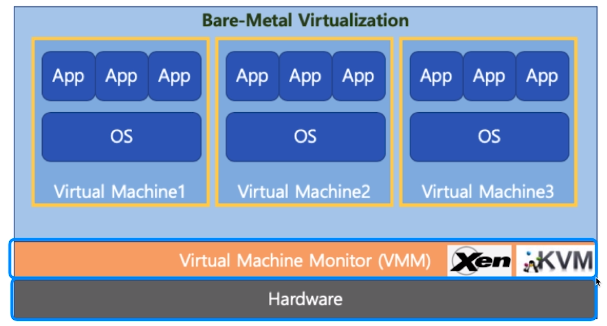 Bare-Metal Virtualization
App App App App App App App App App
OS OS OS
Virtual Machine1 Virtual Machine2 Virtual Machine3
Virtual Machine Monitor (VMM) Xen KVM
Hardware